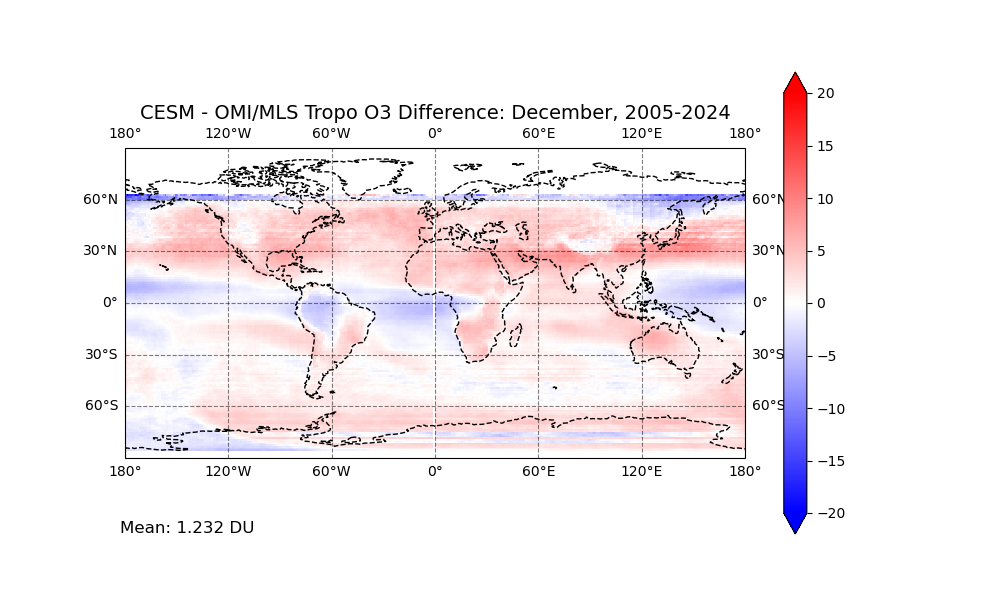 CESM - OMI/MLS Tropo O3 Difference: December, 2005-2024
180° 120°W 60°W 0° 60°E 120°E 180°
20
15
10
60°N 60°N
5
30°N 30°N
0
0° 0°
−5
30°S 30°S
−10
60°S 60°S
−15
180° 120°W 60°W 0° 60°E 120°E 180°
−20
Mean: 1.232 DU